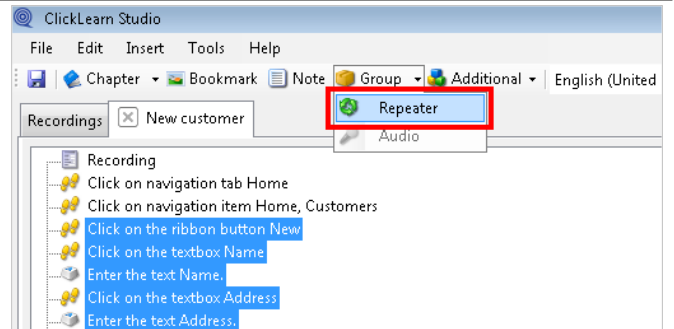 ClickLearn Studio
File Edit Insert Tools Help
Chapter Bookmark Note Group Additional English (United
Repeater
Recordings New customer
Audio
Recording
Click on navigation tab Home
Click on navigation item Home, Customers
Click on the ribbon button New
Click on the textbox Name
Enter the text Name.
Click on the textbox Address
Enter the text Address.